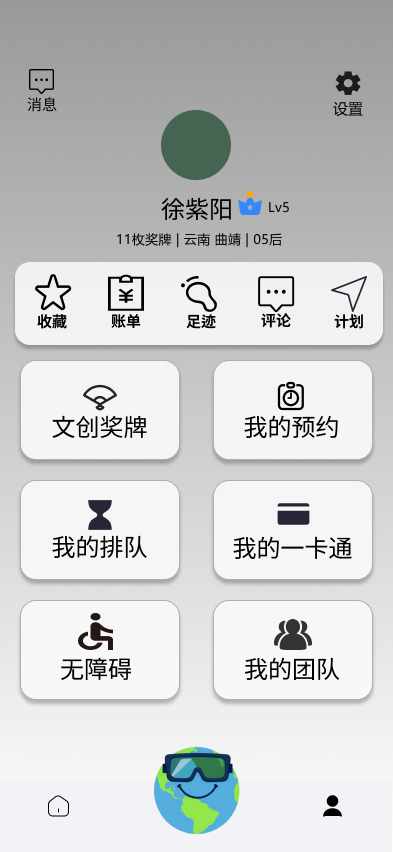 消息
设置
徐紫阳 Lv5
11枚奖牌 | 云南 曲靖 | 05后
收藏 账单 足迹 评论 计划
文创奖牌 我的预约
我的排队 我的一卡通
无障碍 我的团队